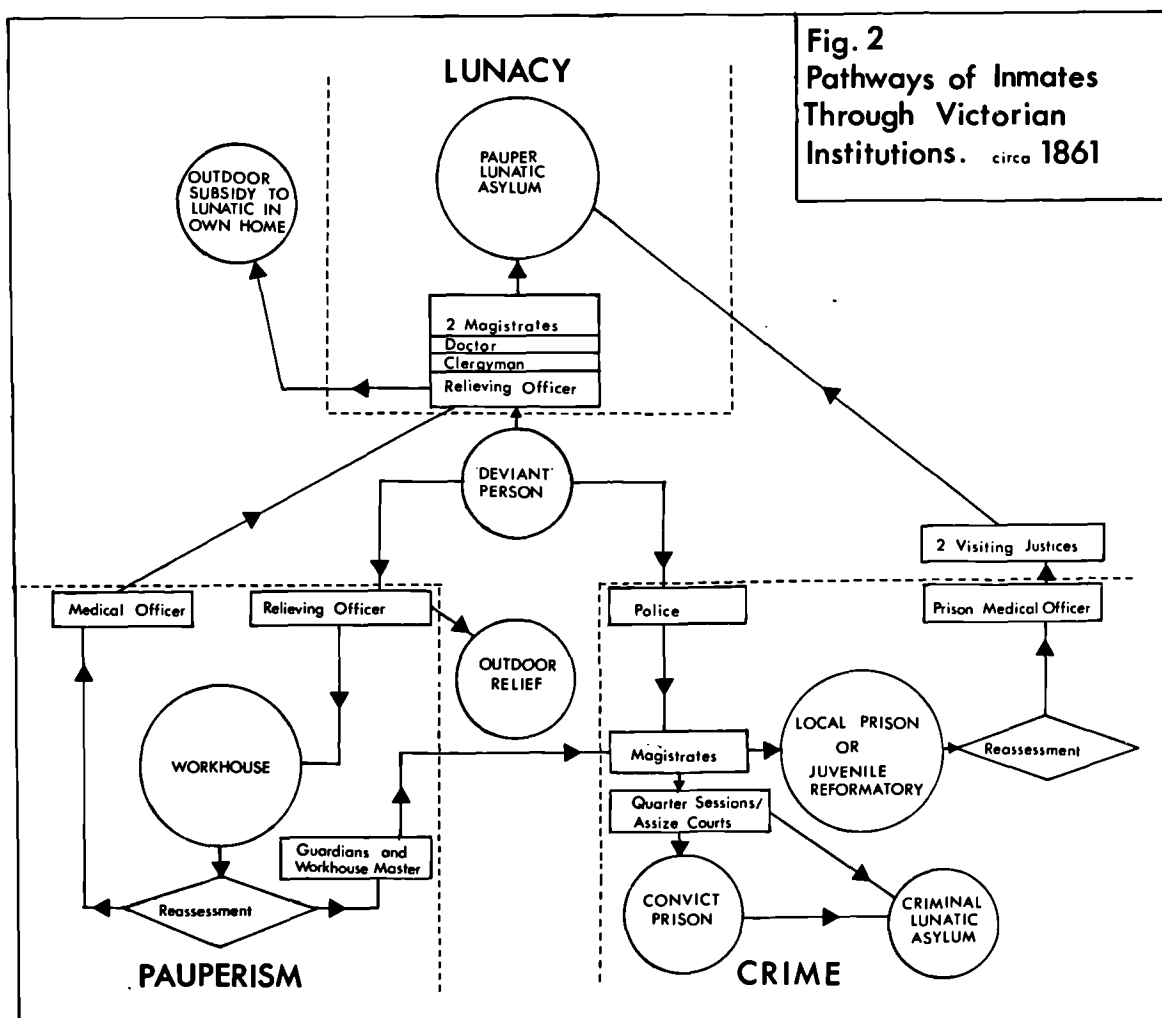 Fig. 2
Pathways of Inmates
Through Victorian
Institutions. circa 1861
LUNACY
PAUPER
LUNATIC
ASYLUM
OUTDOOR
SUBSIDY TO
LUNATIC IN
OWN HOME
2 Magistrates
Doctor
Clergyman
Relieving Officer
'DEVIANT'
PERSON
2 Visiting Justices
Medical Officer
Relieving Officer
Police
Prison Medical Officer
OUTDOOR
RELIEF
WORKHOUSE
Magistrates
LOCAL PRISON
OR
JUVENILE
REFORMATORY
Reassessment
Quarter Sessions/
Assize Courts
Guardians and
Workhouse Master
Reassessment
CONVICT
PRISON
CRIMINAL
LUNATIC
ASYLUM
PAUPERISM
CRIME